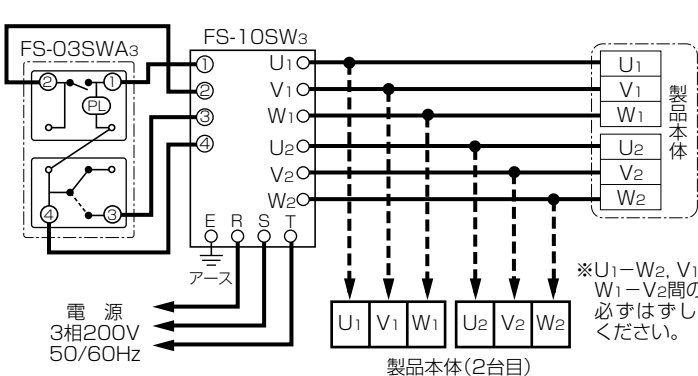 FS-03SWA3
② ①
PL
④ ③
FS-10SW3
①
②
③
④
U1
V1
W1
U2
V2
W2
E R S T
アース
電 源
3相200V
50/60Hz
U1
V1
W1
U2
V2
W2
製品本体
U1 V1 W1 U2 V2 W2
製品本体(2台目)
※U1－W2, V1
W1－V2間の
必ずはずし
ください。